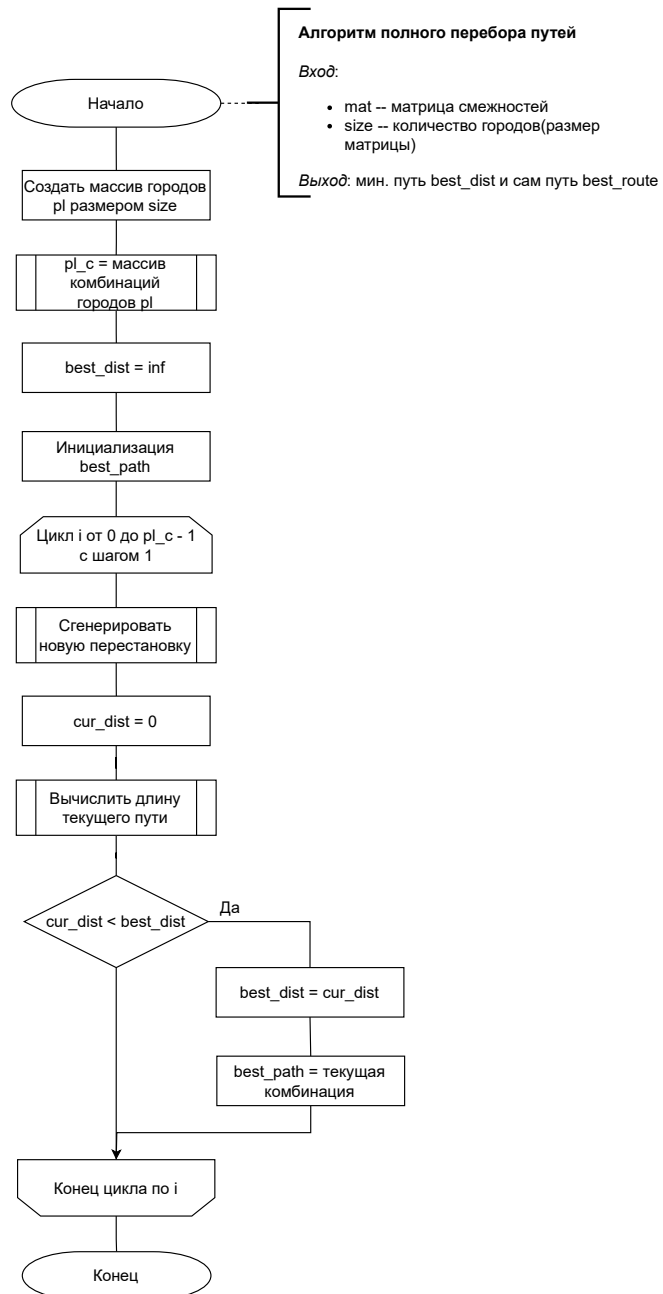 Алгоритм полного перебора путей
Вход:
• mat -- матрица смежностей
• size -- количество городов(размер
матрицы)
Выход: мин. путь best_dist и сам путь best_route
Начало
Создать массив городов
pl размером size
pl_c = массив
комбинаций
городов pl
best_dist = inf
Инициализация
best_path
Цикл i от 0 до pl_c - 1
с шагом 1
Сгенерировать
новую перестановку
cur_dist = 0
Вычислить длину
текущего пути
cur_dist < best_dist
Да
best_dist = cur_dist
best_path = текущая
комбинация
Конец цикла по i
Конец